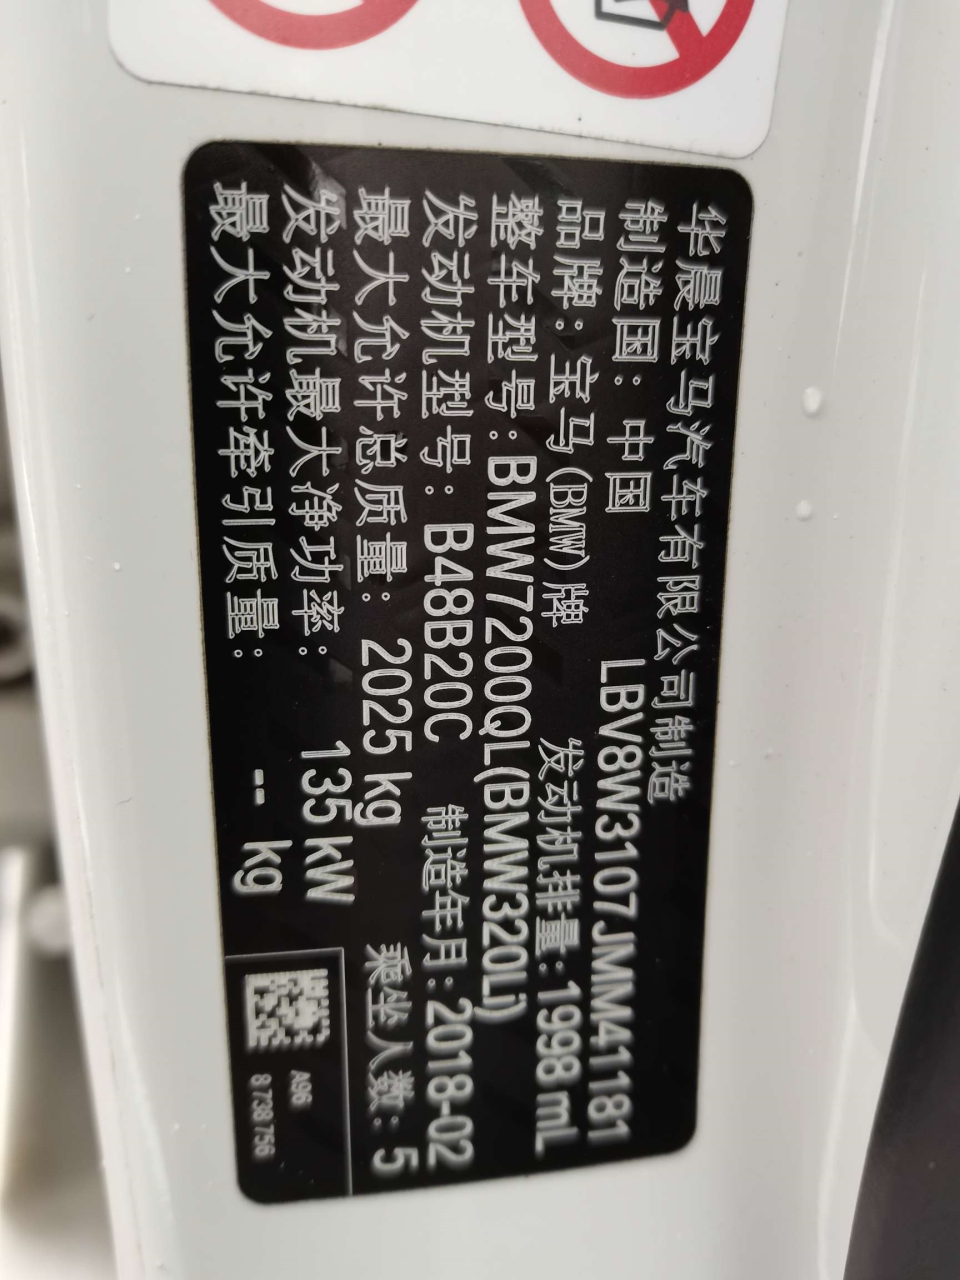 华晨宝马汽车有限公司制造
制造国：中国 LBV8W3107JMM41181
品牌：宝马(BMW)牌 发动机排量：1998 mL
整车型号：BMW7200QL(BMW320Li)
发动机型号：B48B20C 制造年月：2018-02
最大允许总质量：2025 kg 乘坐人数：5
发动机最大净功率：135 kW
最大允许牵引质量：-- kg
A96
8 738 756